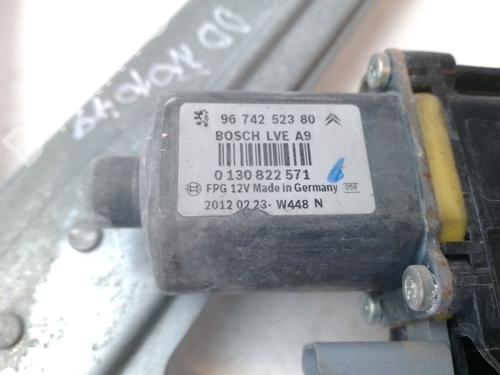 96 742 523 80
BOSCH LVE A9
0 130 822 571
FPG 12V Made in Germany 058
2012 02 23- W448 N